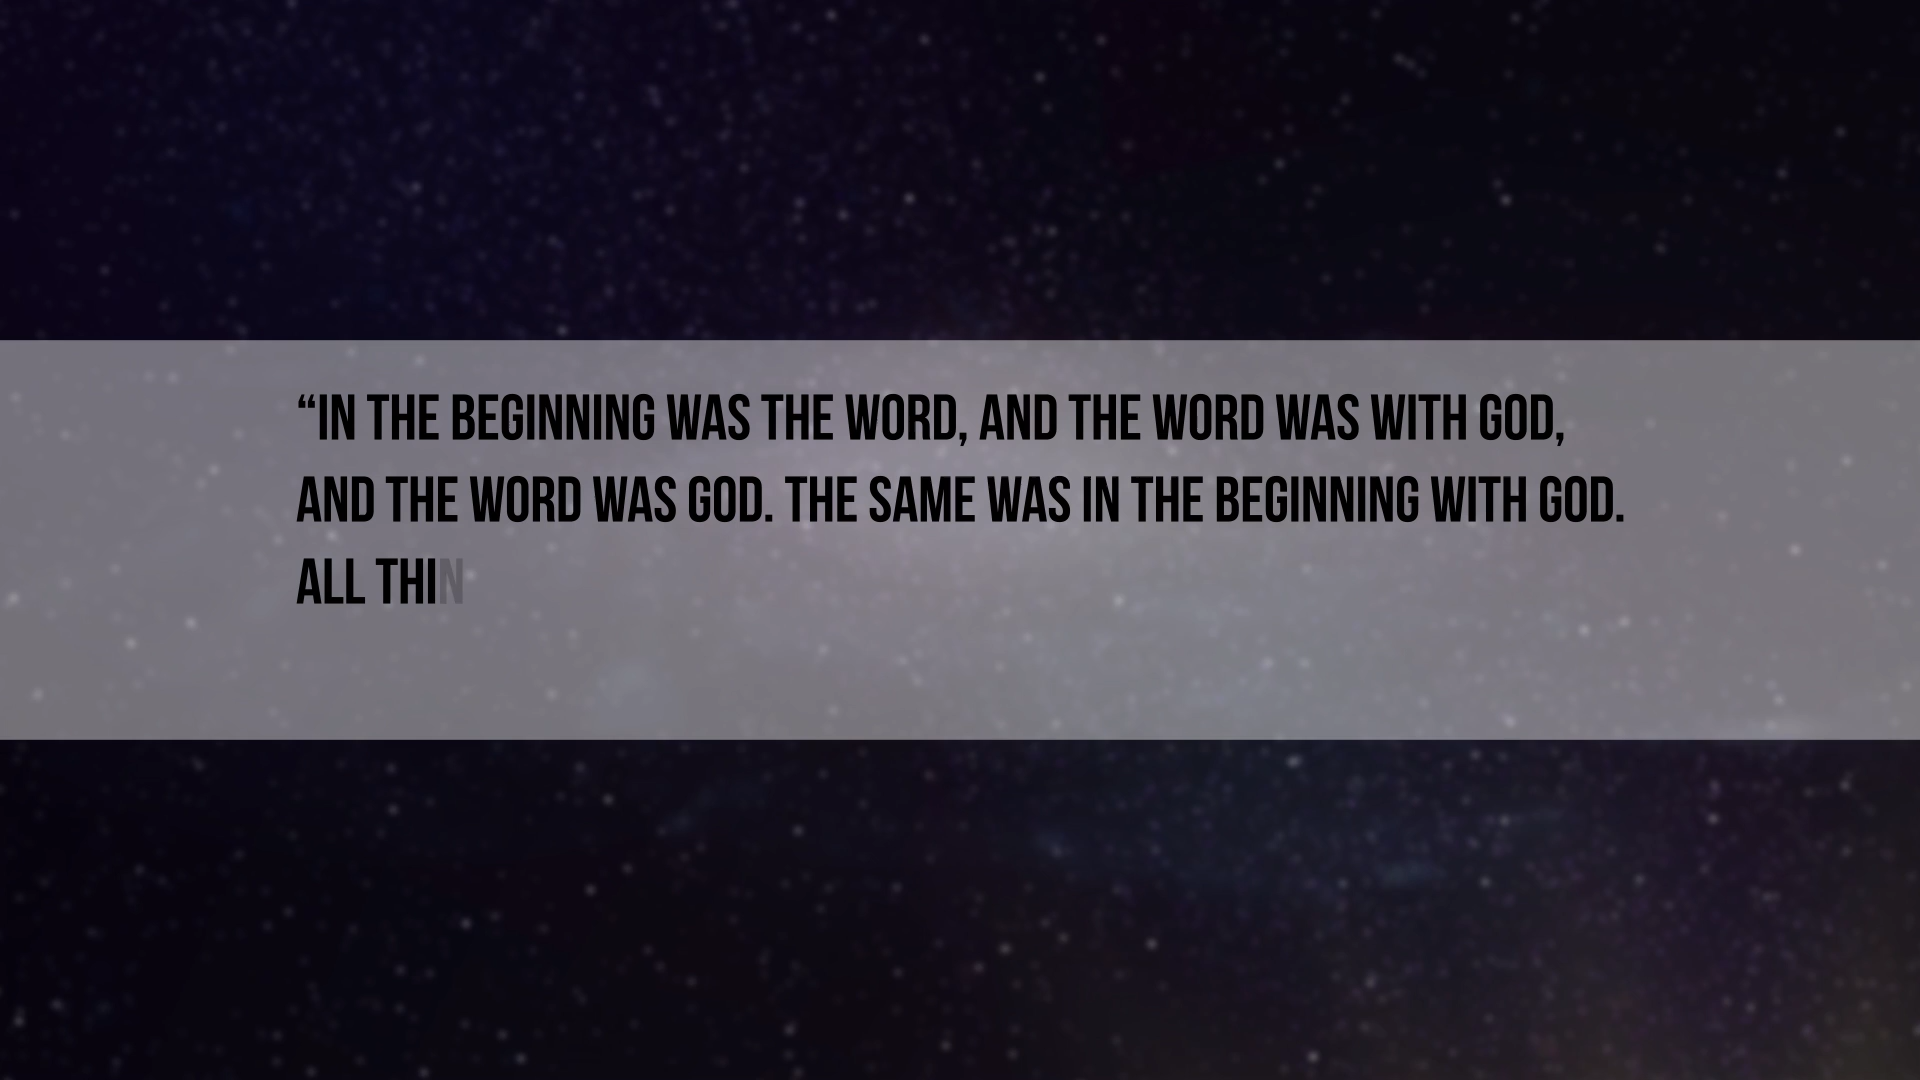 “IN THE BEGINNING WAS THE WORD, AND THE WORD WAS WITH GOD,
AND THE WORD WAS GOD. THE SAME WAS IN THE BEGINNING WITH GOD.
ALL THIN